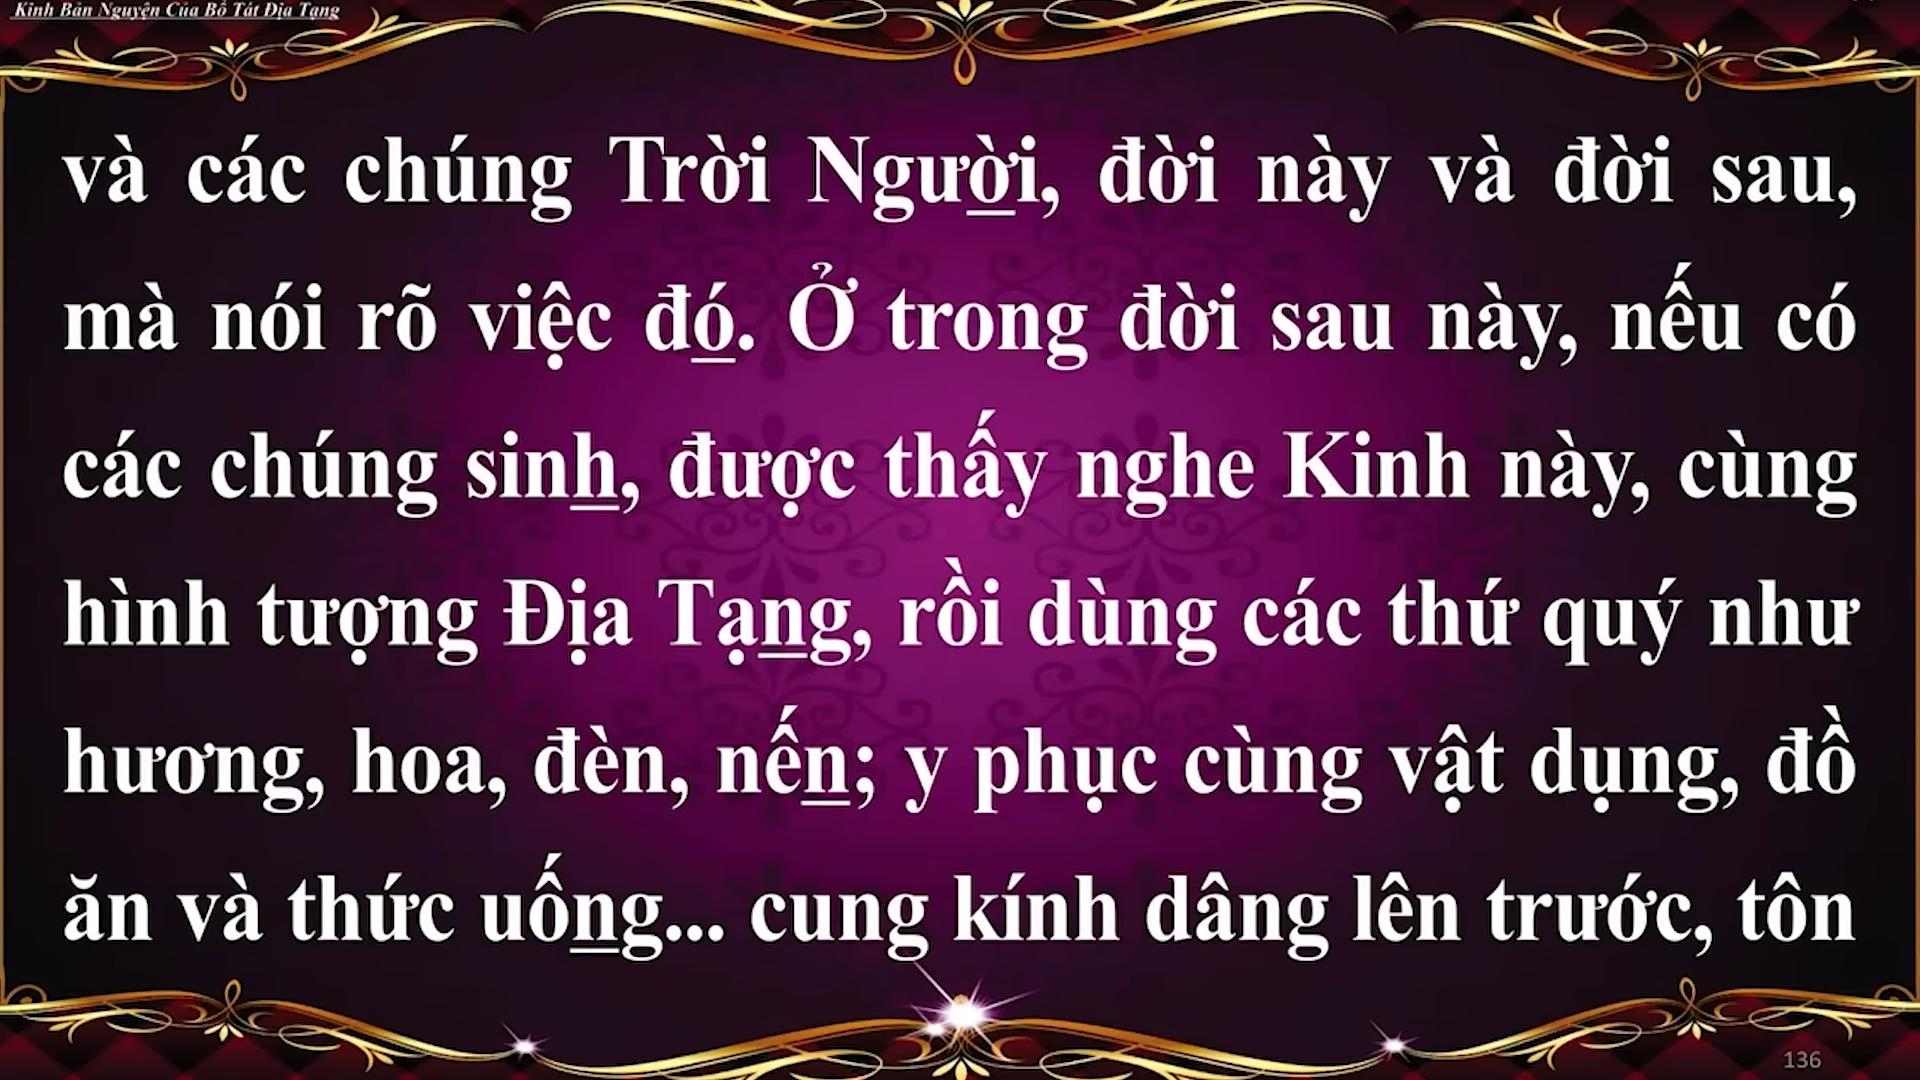 Kinh Bản Nguyện Của Bồ Tát Địa Tạng
và các chúng Trời Người, đời này và đời sau,
mà nói rõ việc đó. Ở trong đời sau này, nếu có
các chúng sinh, được thấy nghe Kinh này, cùng
hình tượng Địa Tạng, rồi dùng các thứ quý như
hương, hoa, đèn, nến; y phục cùng vật dụng, đồ
ăn và thức uống... cung kính dâng lên trước, tôn
136